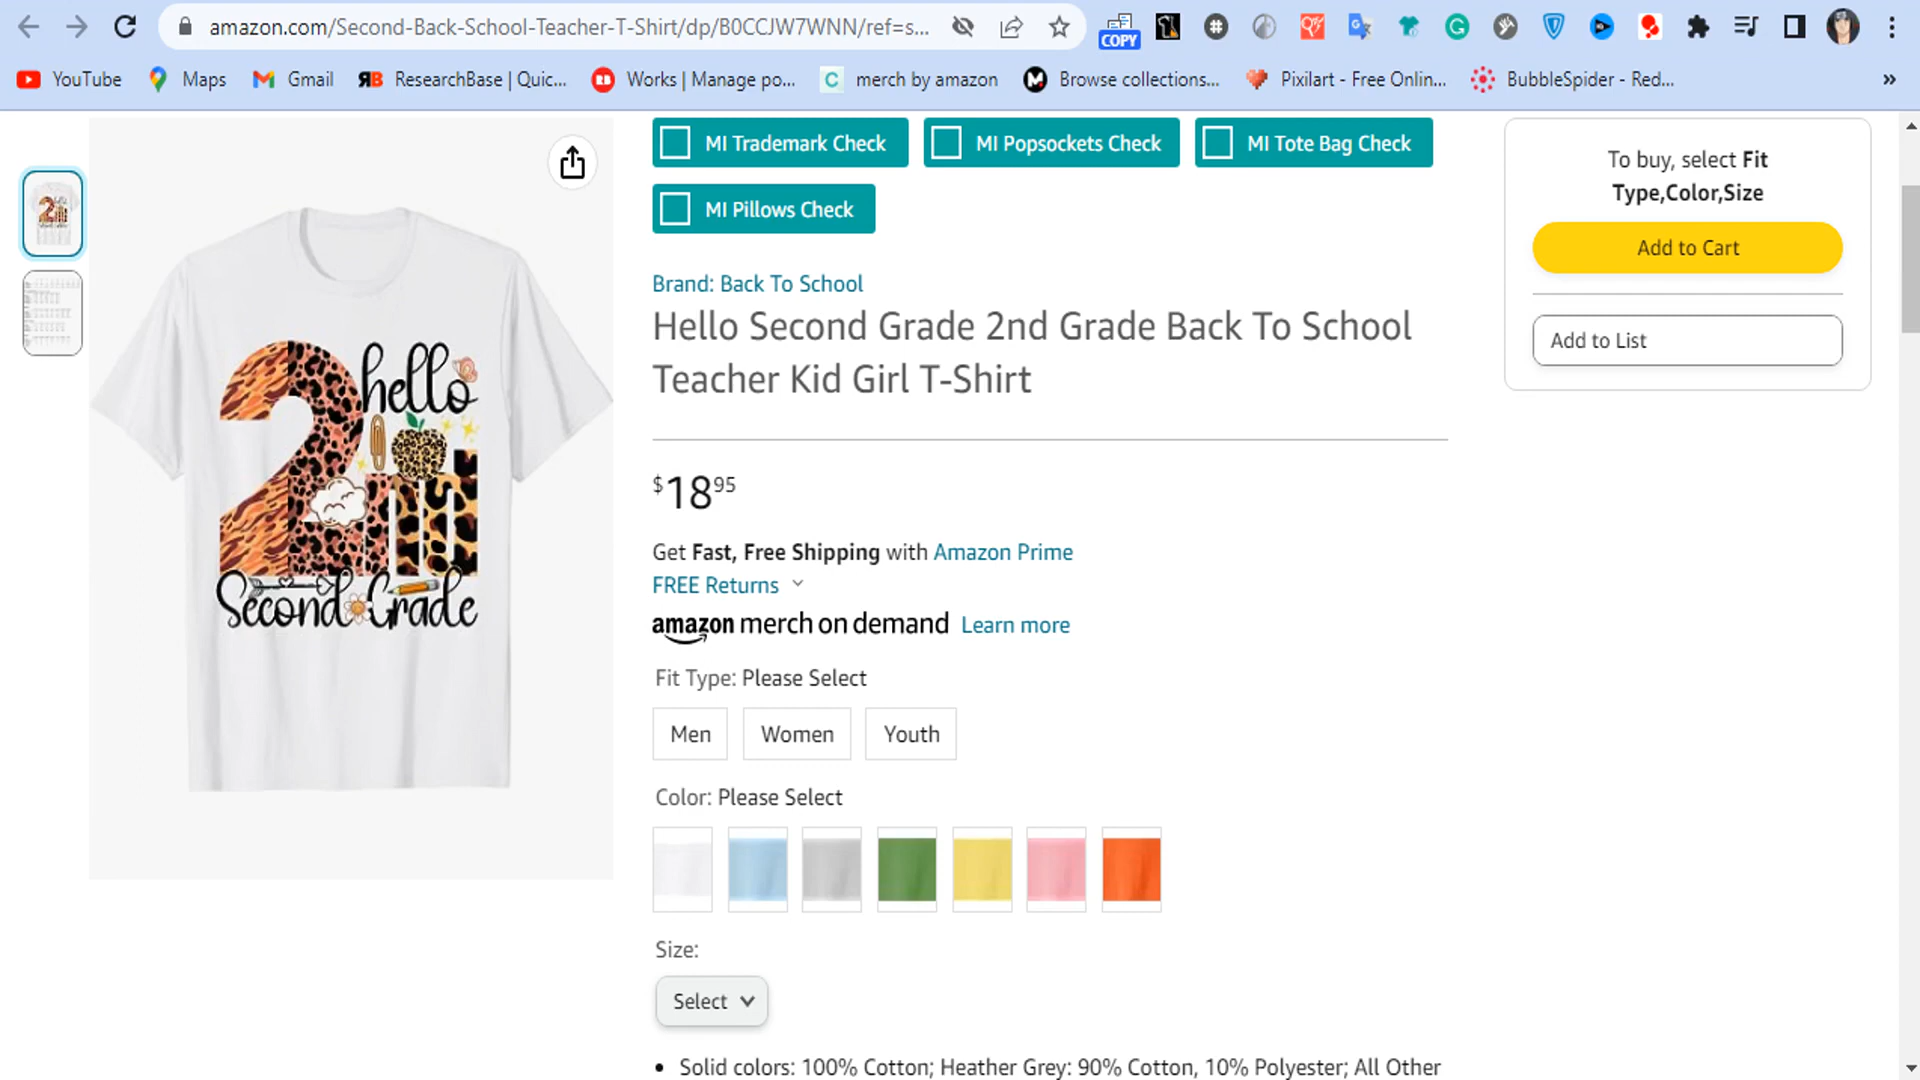 amazon.com/Second-Back-School-Teacher-T-Shirt/dp/B0CCJW7WNN/ref=s...
COPY
YouTube
Maps
Gmail
ResearchBase | Quic...
Works | Manage po...
merch by amazon
Browse collections...
Pixilart - Free Onlin...
BubbleSpider - Red...
»
MI Trademark Check
MI Popsockets Check
MI Tote Bag Check
MI Pillows Check
hello
2nd
Second Grade
Brand: Back To School
Hello Second Grade 2nd Grade Back To School
Teacher Kid Girl T-Shirt
$18 95
Get Fast, Free Shipping with Amazon Prime
FREE Returns
amazon merch on demand Learn more
Fit Type: Please Select
Men
Women
Youth
Color: Please Select
Size:
Select
• Solid colors: 100% Cotton; Heather Grey: 90% Cotton, 10% Polyester; All Other
To buy, select Fit
Type,Color,Size
Add to Cart
Add to List